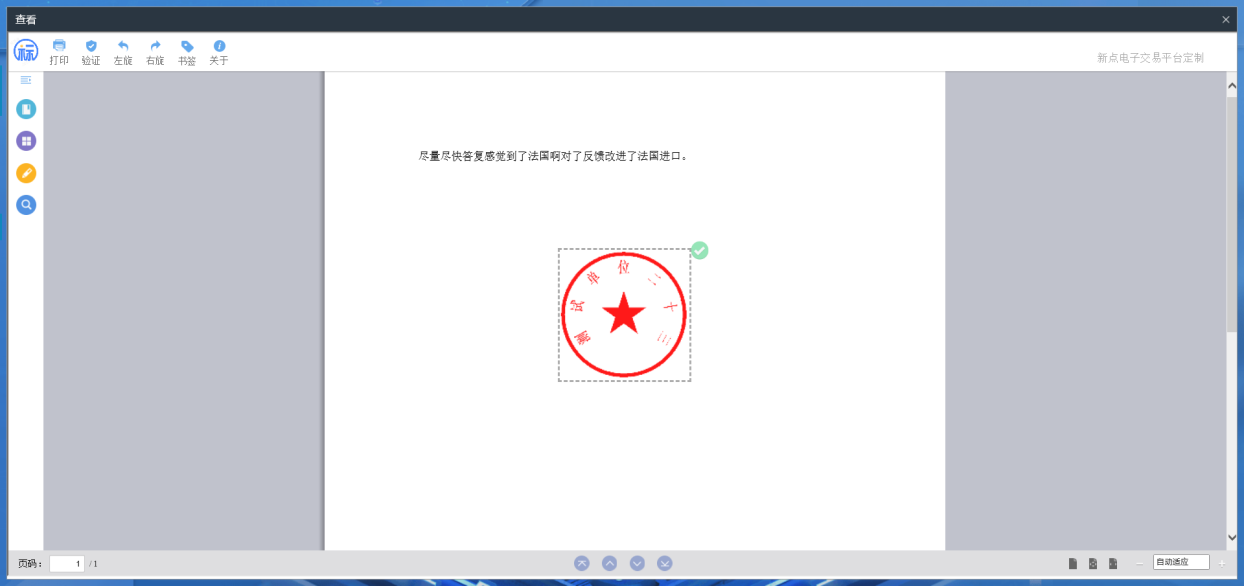 查看
标
打印 验证 左旋 右旋 书签 关于
新点电子交易平台定制
尽量尽快答复感觉到了法国啊对了反馈改进了法国进口。
测试单位二十三
页码： 1 /1
自动适应